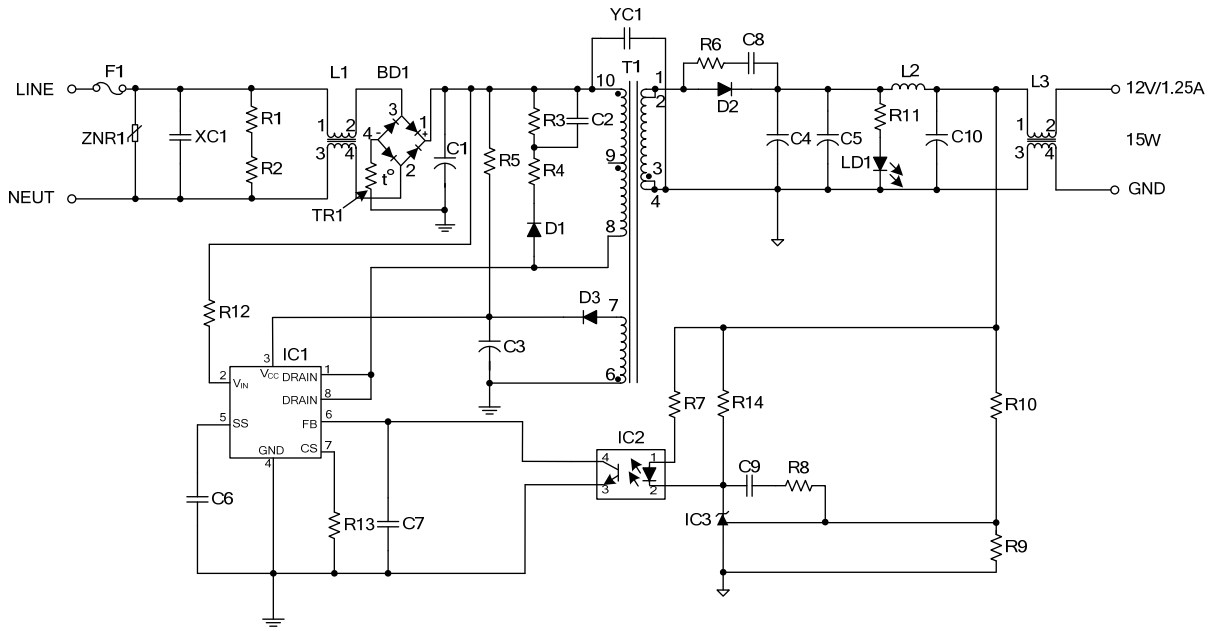 YC1
F1
L1
BD1
T1
R6
C8
L2
L3
LINE
12V/1.25A
10
1
2
D2
3
1
1
2
4
-
+
1
2
ZNR1
XC1
R1
R3
C2
R11
C4
C5
C10
15W
3
4
C1
R5
9
R2
t°
2
R4
3
LD1
NEUT
4
GND
TR1
8
D1
D3
7
R12
IC1
3
C3
VCC
DRAIN
1
2
VIN
6
DRAIN
8
R7
R14
R10
5
SS
FB
6
IC2
GND
CS
7
4
1
C9
R8
4
3
2
C6
R13
C7
IC3
R9